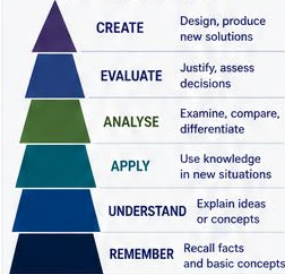 CREATE
Design, produce
new solutions
EVALUATE
Justify, assess
decisions
ANALYSE
Examine, compare,
differentiate
APPLY
Use knowledge
in new situations
UNDERSTAND
Explain ideas
or concepts
REMEMBER
Recall facts
and basic concepts